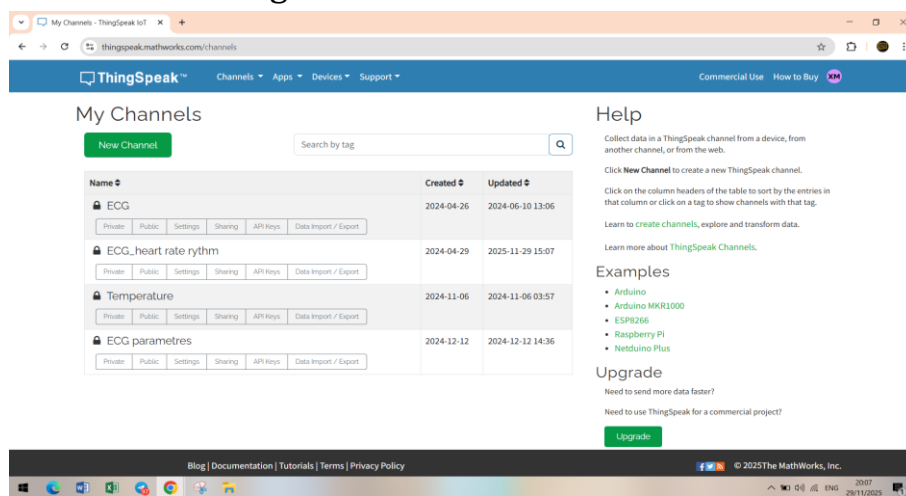 My Channels - ThingSpeak IoT
thingspeak.mathworks.com/channels
ThingSpeak™ Channels Apps Devices Support Commercial Use How to Buy XM
My Channels
New Channel Search by tag
Name Created Updated
ECG 2024-04-26 2024-06-10 13:06
Private Public Settings Sharing API Keys Data Import / Export
ECG_heart rate rythm 2024-04-29 2025-11-29 15:07
Private Public Settings Sharing API Keys Data Import / Export
Temperature 2024-11-06 2024-11-06 03:57
Private Public Settings Sharing API Keys Data Import / Export
ECG parametres 2024-12-12 2024-12-12 14:36
Private Public Settings Sharing API Keys Data Import / Export
Help
Collect data in a ThingSpeak channel from a device, from
another channel, or from the web.
Click New Channel to create a new ThingSpeak channel.
Click on the column headers of the table to sort by the entries in
that column or click on a tag to show channels with that tag.
Learn to create channels, explore and transform data.
Learn more about ThingSpeak Channels.
Examples
Arduino
Arduino MKR1000
ESP8266
Raspberry Pi
Netduino Plus
Upgrade
Need to send more data faster?
Need to use ThingSpeak for a commercial project?
Upgrade
Blog | Documentation | Tutorials | Terms | Privacy Policy
© 2025The MathWorks, Inc.
ENG 20:07
29/11/2025